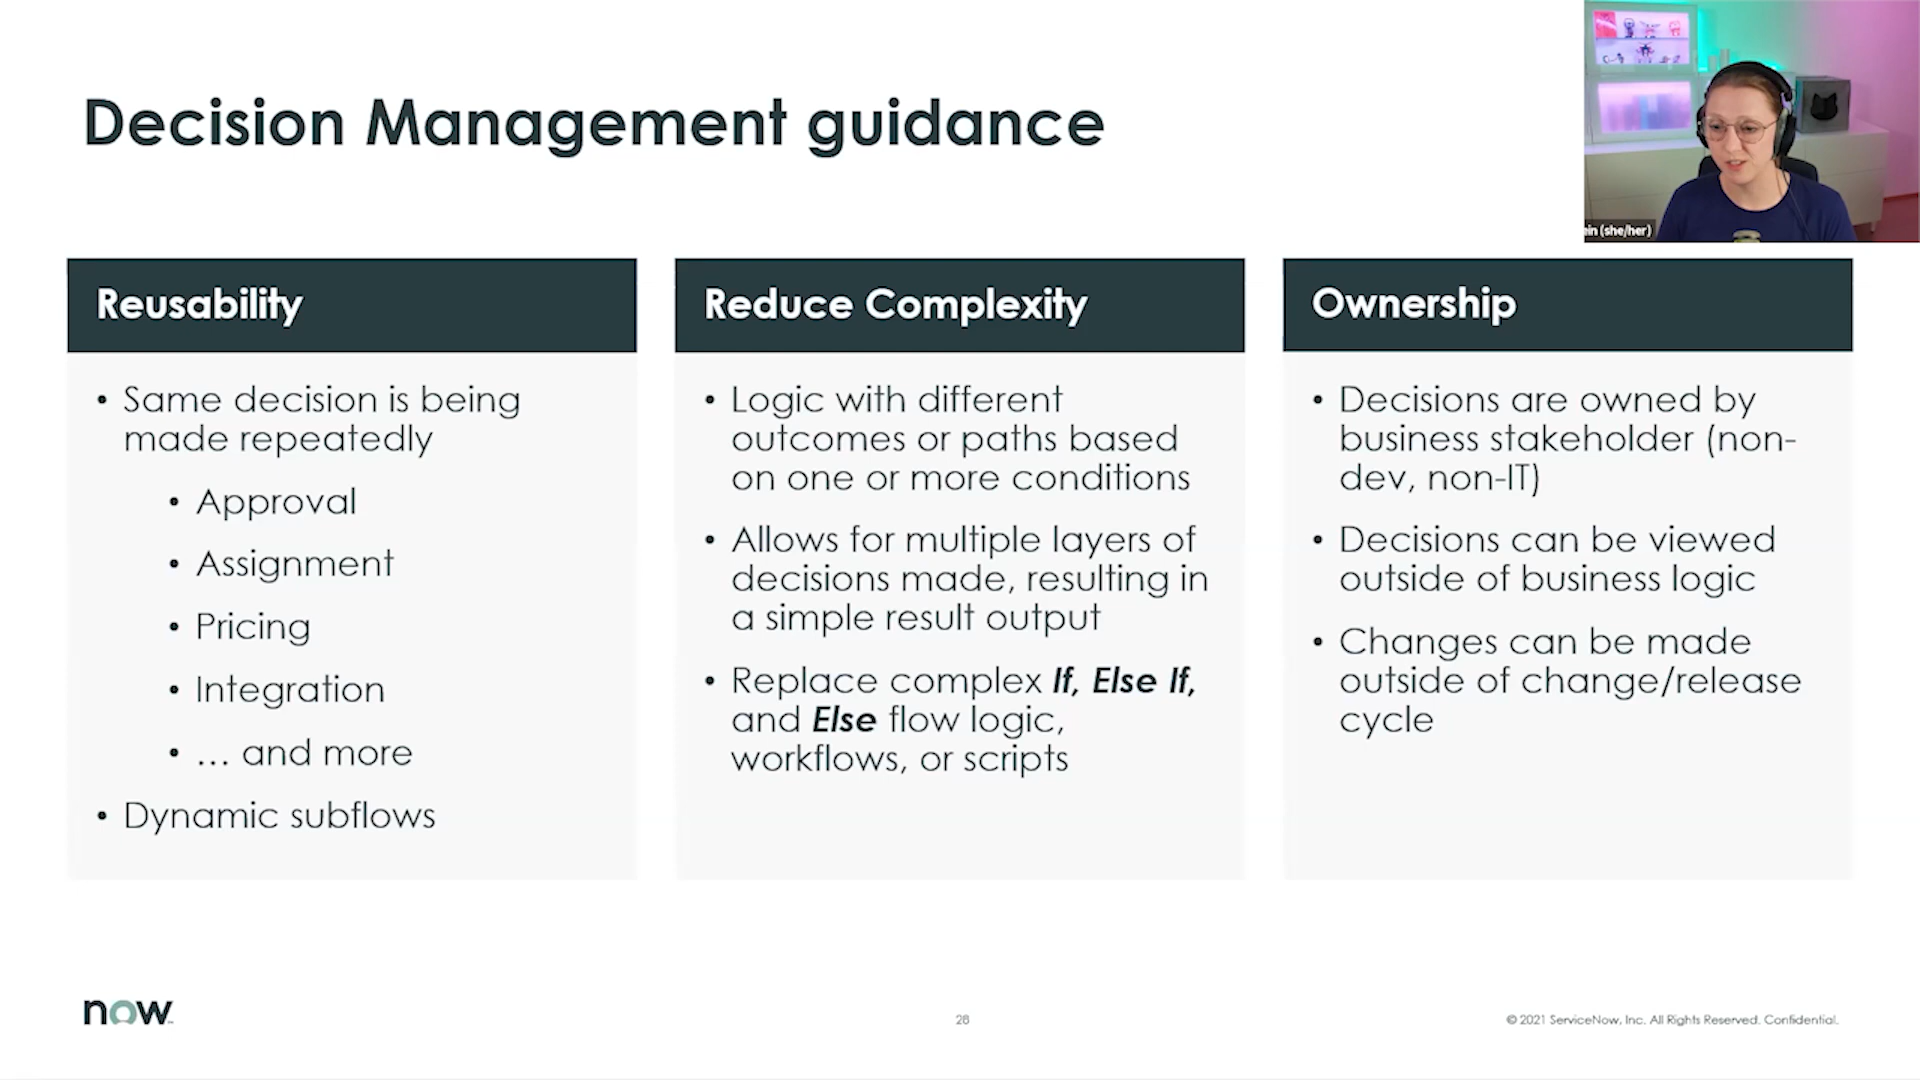 Decision Management guidance
ein (she/her)
Reusability
• Same decision is being
made repeatedly
• Approval
• Assignment
• Pricing
• Integration
• … and more
• Dynamic subflows
Reduce Complexity
• Logic with different
outcomes or paths based
on one or more conditions
• Allows for multiple layers of
decisions made, resulting in
a simple result output
• Replace complex If, Else If,
and Else flow logic,
workflows, or scripts
Ownership
• Decisions are owned by
business stakeholder (non-
dev, non-IT)
• Decisions can be viewed
outside of business logic
• Changes can be made
outside of change/release
cycle
now
28
© 2021 ServiceNow, Inc. All Rights Reserved. Confidential.